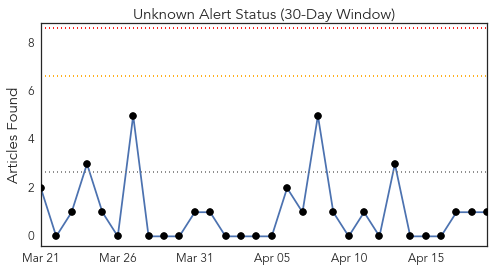 Unknown Alert Status (30-Day Window)
Articles Found
8
6
4
2
0
Mar 21 Mar 26 Mar 31 Apr 05 Apr 10 Apr 15